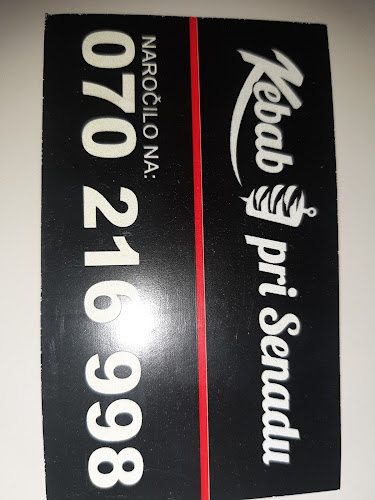 Kebab pri Senadu
NAROČILO NA:
070 216 998